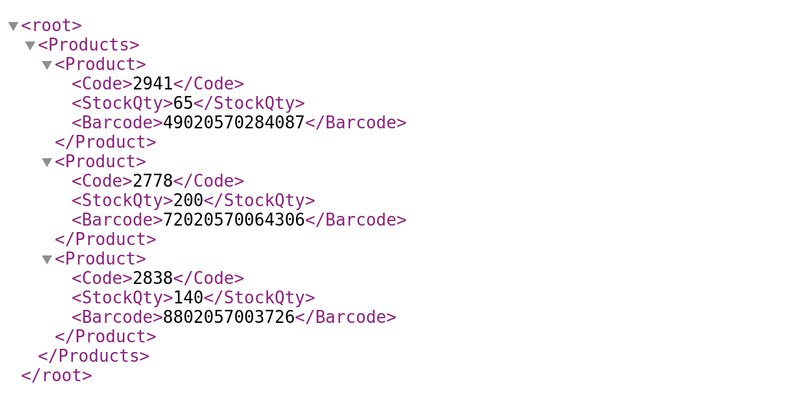 <root>
<Products>
<Product>
<Code>2941</Code>
<StockQty>65</StockQty>
<Barcode>49020570284087</Barcode>
</Product>
<Product>
<Code>2778</Code>
<StockQty>200</StockQty>
<Barcode>72020570064306</Barcode>
</Product>
<Product>
<Code>2838</Code>
<StockQty>140</StockQty>
<Barcode>8802057003726</Barcode>
</Product>
</Products>
</root>